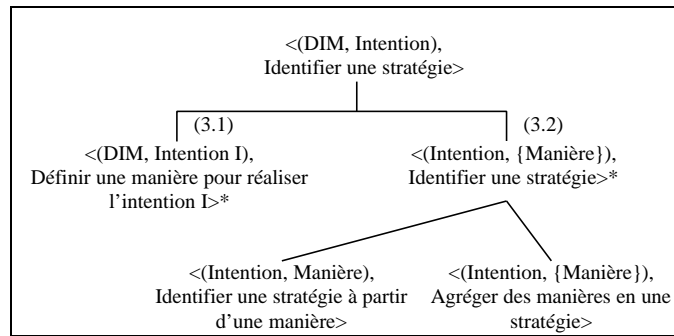 <(DIM, Intention),
Identifier une stratégie>
(3.1)
(3.2)
<(DIM, Intention I),
Définir une manière pour réaliser
l'intention I>*
<(Intention, {Manière}),
Identifier une stratégie>*
<(Intention, Manière),
Identifier une stratégie à partir
d'une manière>
<(Intention, {Manière}),
Agréger des manières en une
stratégie>